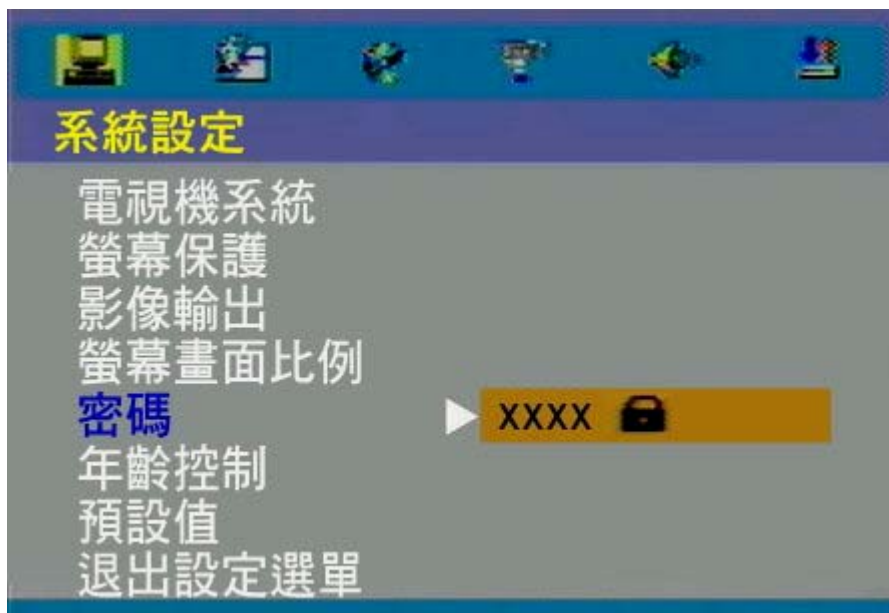 系統設定
電視機系統
螢幕保護
影像輸出
螢幕畫面比例
密碼 XXXX
年齡控制
預設值
退出設定選單